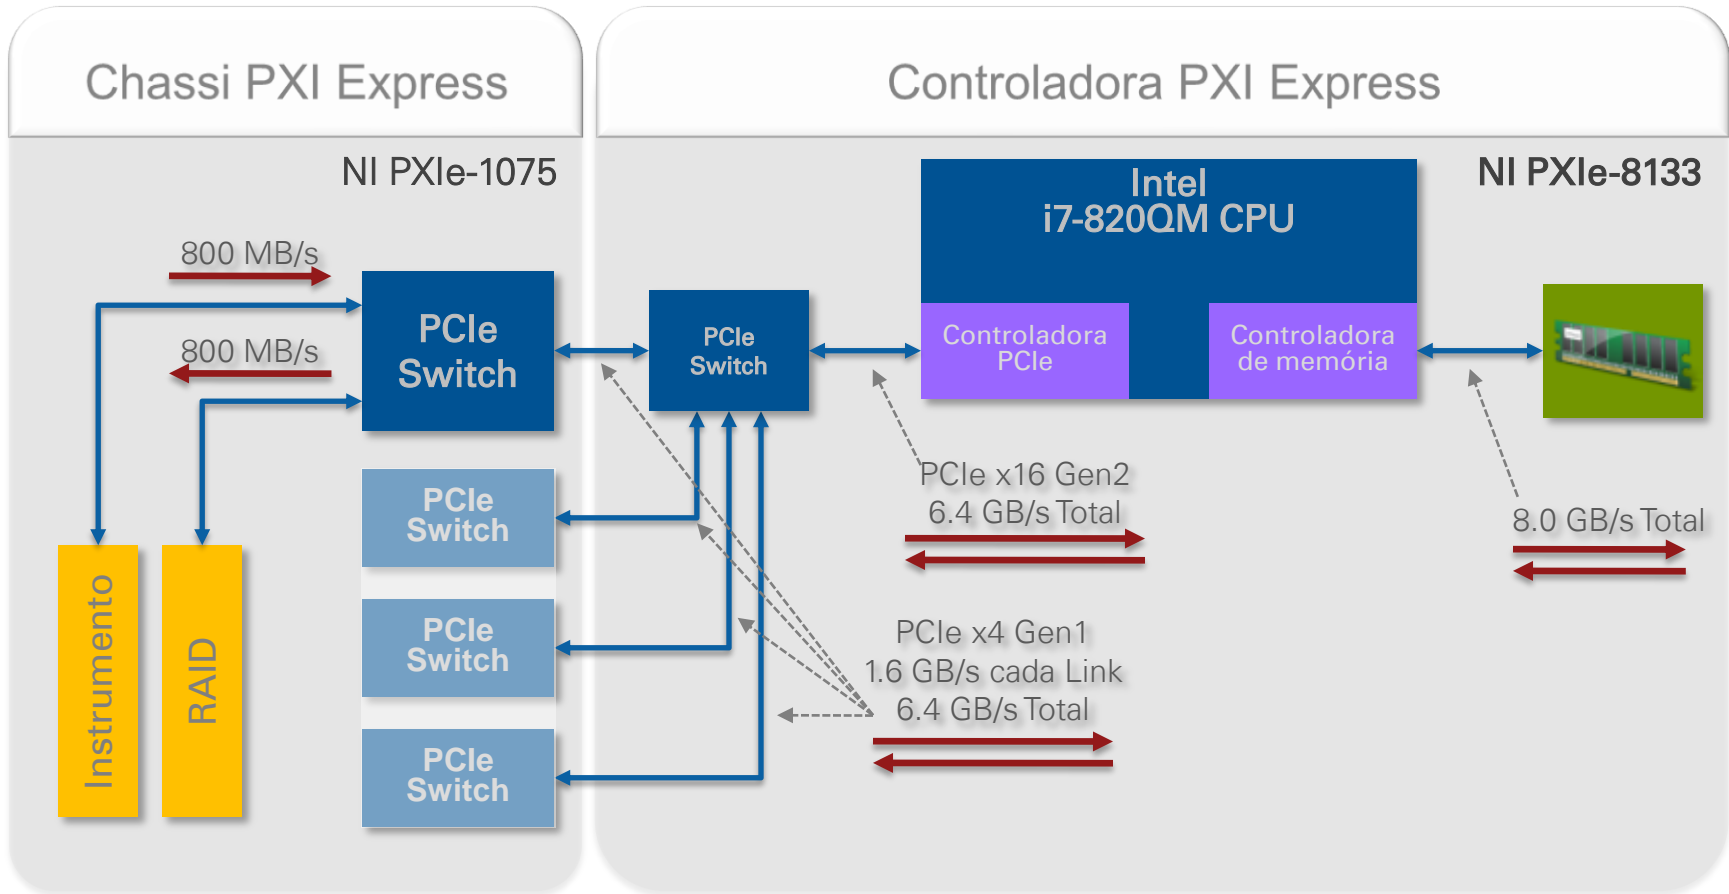 Chassi PXI Express
Controladora PXI Express
NI PXIe-1075
NI PXIe-8133
800 MB/s
800 MB/s
PCIe
Switch
PCIe
Switch
PCIe
Switch
PCIe
Switch
Instrumento
RAID
PCIe
Switch
Intel
i7-820QM CPU
Controladora
PCIe
Controladora
de memória
PCIe x16 Gen2
6.4 GB/s Total
8.0 GB/s Total
PCIe x4 Gen1
1.6 GB/s cada Link
6.4 GB/s Total